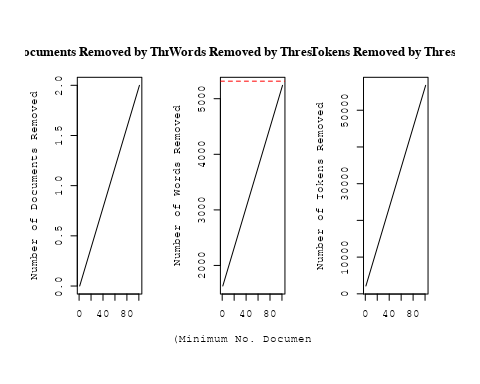 ocuments Removed by Thr
Words Removed by Thres
Tokens Removed by Thres
Number of Documents Removed
0.0 0.5 1.0 1.5 2.0
0 40 80
Number of Words Removed
2000 3000 4000 5000
0 40 80
Number of Tokens Removed
0 10000 30000 50000
0 40 80
(Minimum No. Documen